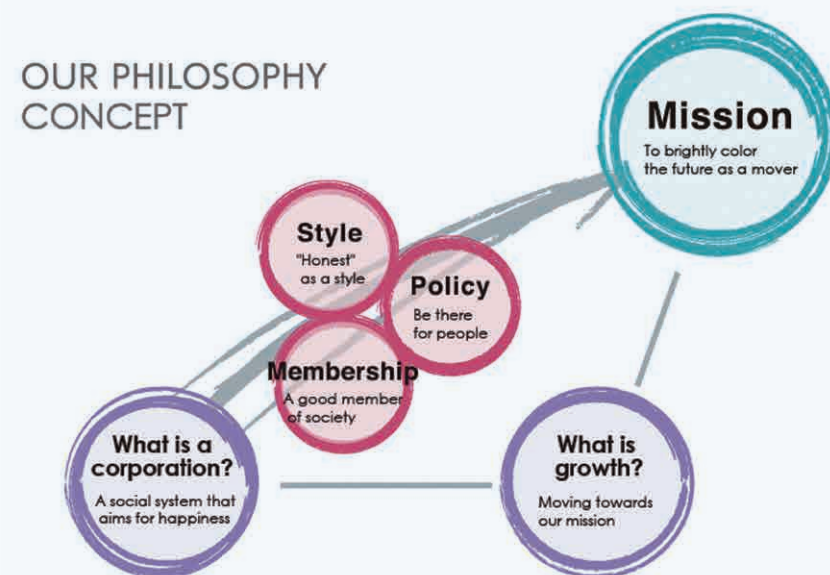 OUR PHILOSOPHY
CONCEPT
Mission
To brightly color
the future as a mover
Style
"Honest"
as a style
Policy
Be there
for people
Membership
A good member
of society
What is a
corporation?
A social system that
aims for happiness
What is
growth?
Moving towards
our mission